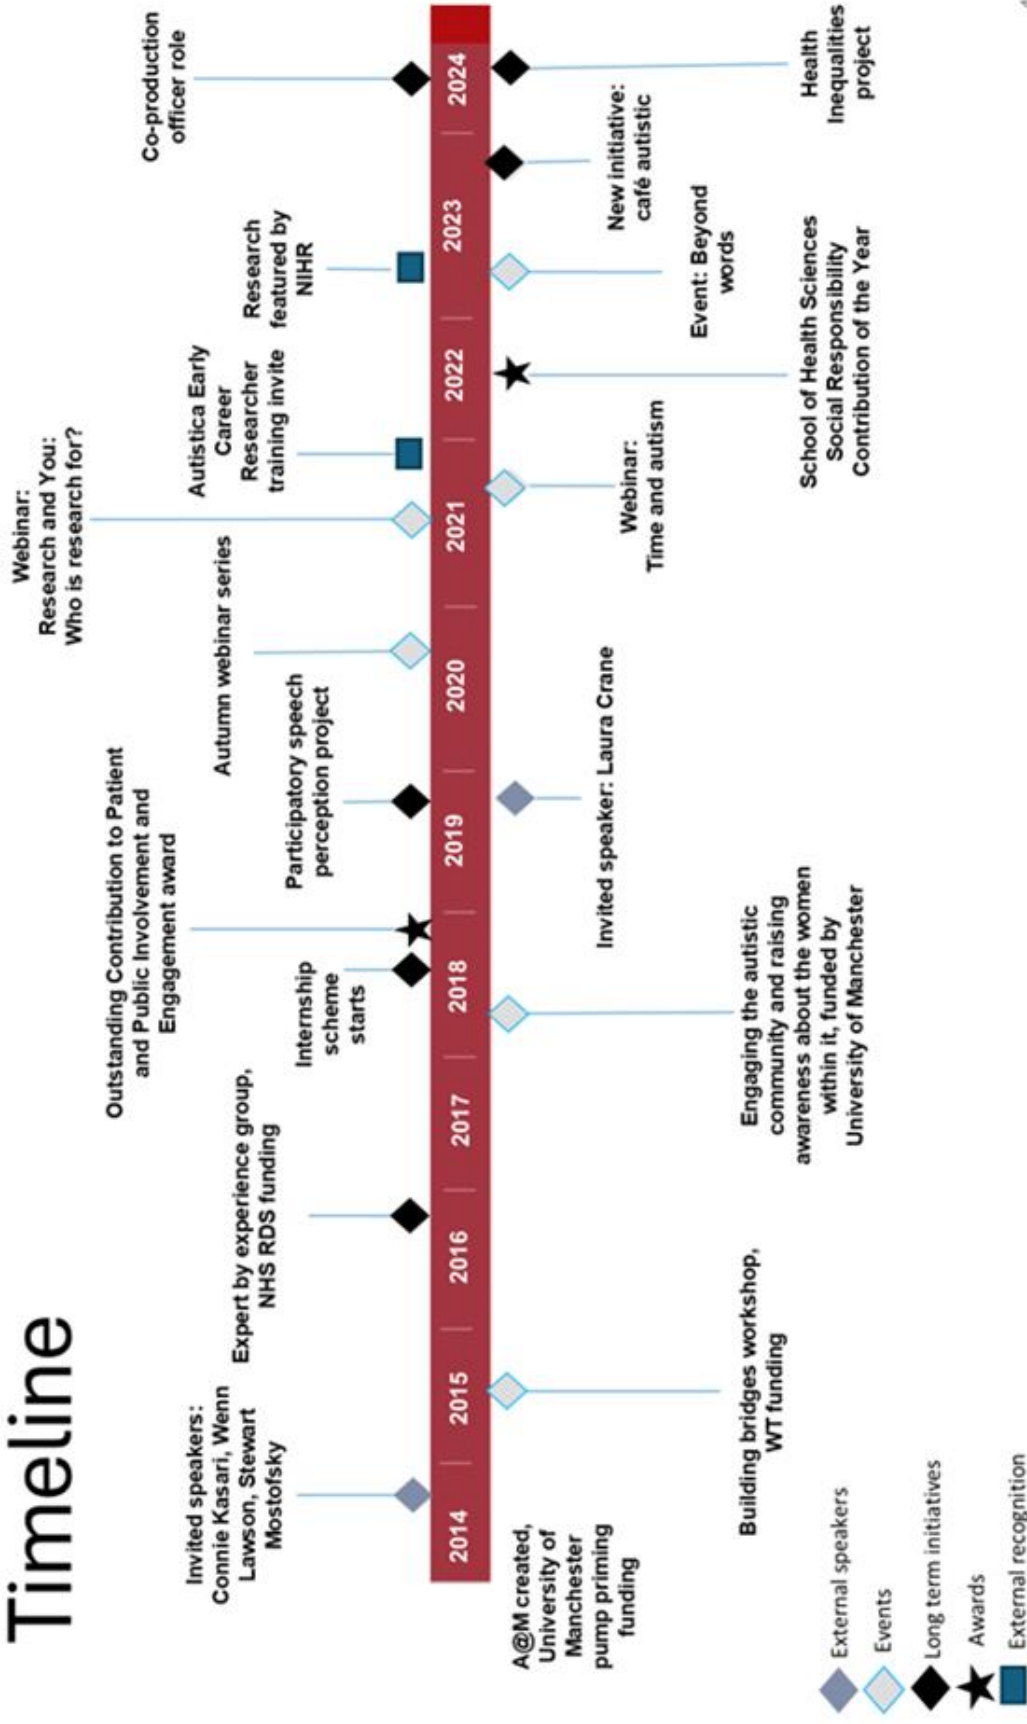 Timeline
Invited speakers:
Connie Kasari, Wenn
Lawson, Stewart
Mostofsky
Expert by experience group,
NHS RDS funding
Internship
scheme
starts
Outstanding Contribution to Patient
and Public Involvement and
Engagement award
Participatory speech
perception project
Autumn webinar series
Webinar:
Research and You:
Who is research for?
Autistica Early
Career
Researcher
training invite
Research
featured by
NIHR
Co-production
officer role
2014
2015
2016
2017
2018
2019
2020
2021
2022
2023
2024
A@M created,
University of
Manchester
pump priming
funding
Building bridges workshop,
WT funding
Engaging the autistic
community and raising
awareness about the women
within it, funded by
University of Manchester
Invited speaker: Laura Crane
Webinar:
Time and autism
School of Health Sciences
Social Responsibility
Contribution of the Year
Event: Beyond
words
New initiative:
café autistic
Health
Inequalities
project
External speakers
Events
Long term initiatives
Awards
External recognition